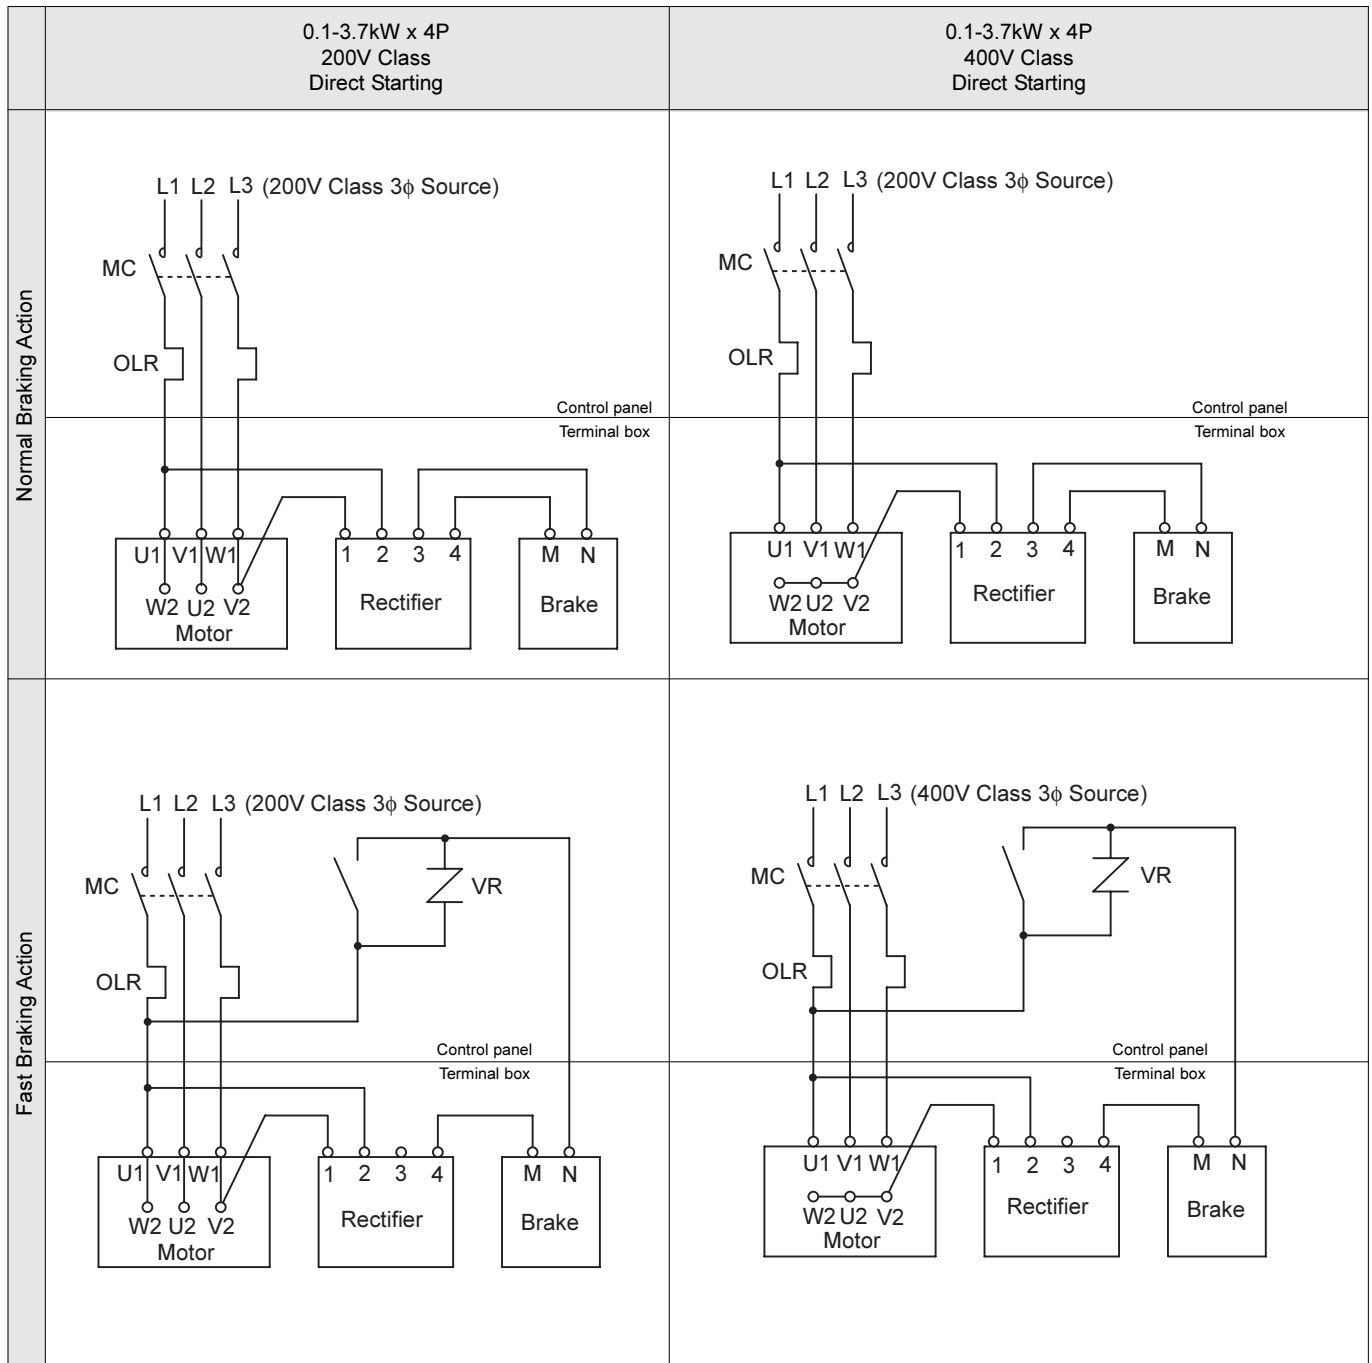 0.1-3.7kW x 4P
200V Class
Direct Starting
0.1-3.7kW x 4P
400V Class
Direct Starting
Normal Braking Action
L1 L2 L3 (200V Class 3ϕ Source)
MC
OLR
Control panel
Terminal box
U1 V1 W1
W2 U2 V2
Motor
1 2 3 4
Rectifier
M N
Brake
L1 L2 L3 (200V Class 3ϕ Source)
MC
OLR
Control panel
Terminal box
U1 V1 W1
W2 U2 V2
Motor
1 2 3 4
Rectifier
M N
Brake
Fast Braking Action
L1 L2 L3 (200V Class 3ϕ Source)
MC
VR
OLR
Control panel
Terminal box
U1 V1 W1
W2 U2 V2
Motor
1 2 3 4
Rectifier
M N
Brake
L1 L2 L3 (400V Class 3ϕ Source)
MC
VR
OLR
Control panel
Terminal box
U1 V1 W1
W2 U2 V2
Motor
1 2 3 4
Rectifier
M N
Brake